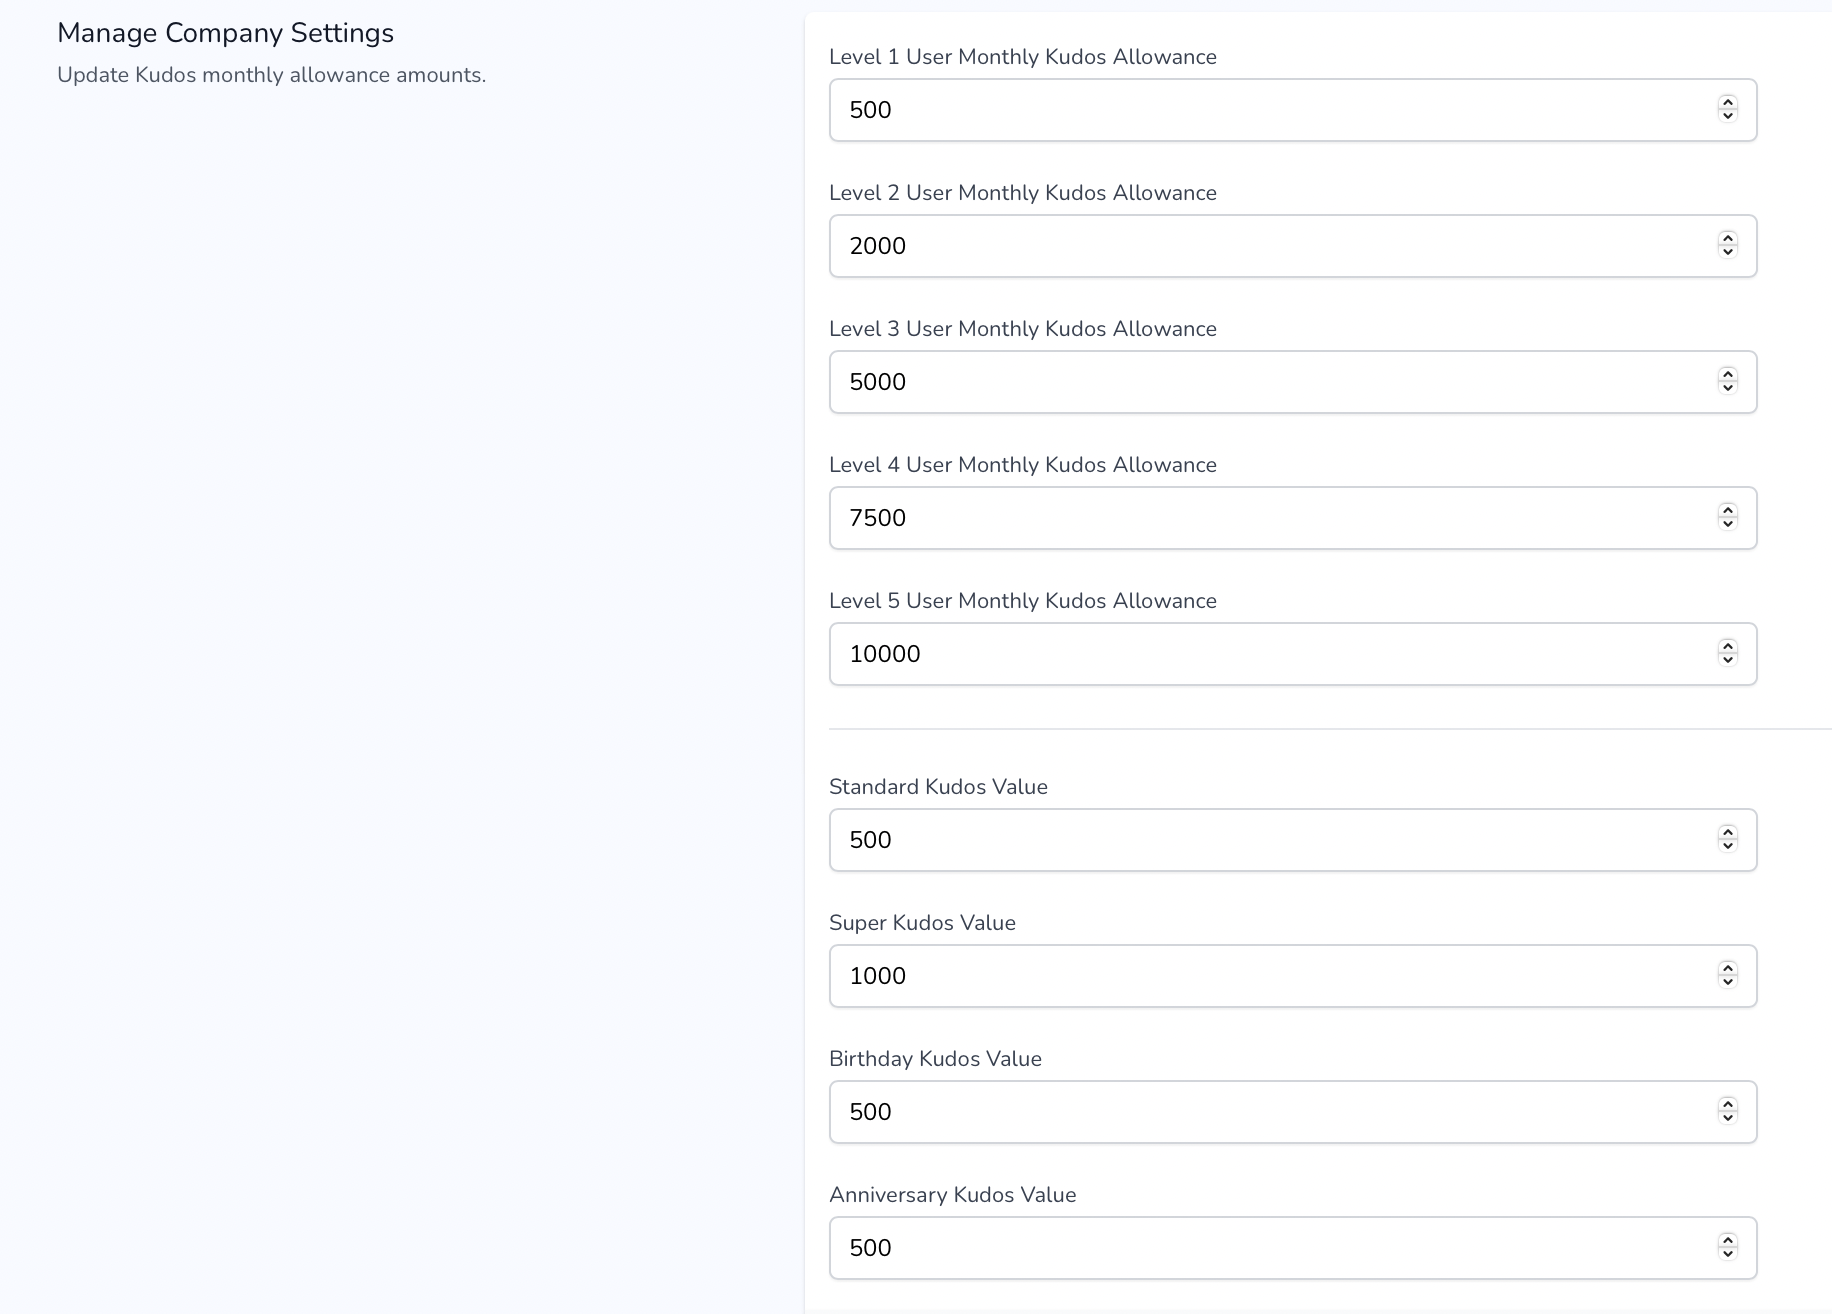 Manage Company Settings
Update Kudos monthly allowance amounts.
Level 1 User Monthly Kudos Allowance
500
Level 2 User Monthly Kudos Allowance
2000
Level 3 User Monthly Kudos Allowance
5000
Level 4 User Monthly Kudos Allowance
7500
Level 5 User Monthly Kudos Allowance
10000
Standard Kudos Value
500
Super Kudos Value
1000
Birthday Kudos Value
500
Anniversary Kudos Value
500